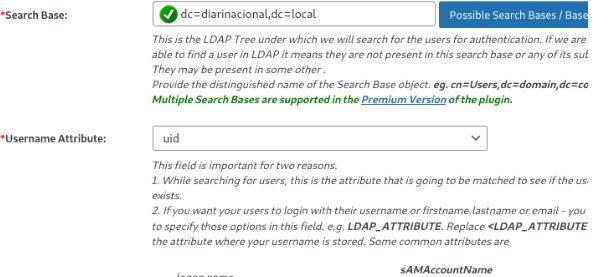 *Search Base: dc=diarinacional,dc=local Possible Search Bases / Base
This is the LDAP Tree under which we will search for the users for authentication. If we are
able to find a user in LDAP it means they are not present in this search base or any of its sub
They may be present in some other .
Provide the distinguished name of the Search Base object. eg. cn=Users,dc=domain,dc=co
Multiple Search Bases are supported in the Premium Version of the plugin.
*Username Attribute: uid
This field is important for two reasons.
1. While searching for users, this is the attribute that is going to be matched to see if the use
exists.
2. If you want your users to login with their username or firstname.lastname or email - you
to specify those options in this field. e.g. LDAP_ATTRIBUTE. Replace <LDAP_ATTRIBUTE
the attribute where your username is stored. Some common attributes are
sAMAccountName
logon name